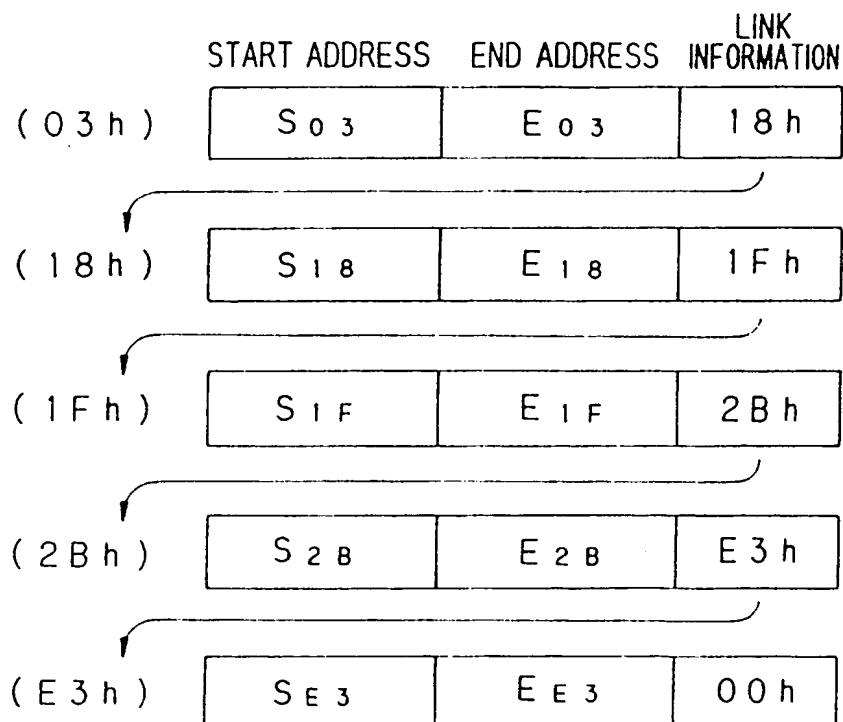 START ADDRESS END ADDRESS LINK INFORMATION
(03h) S03 E03 18h
(18h) S18 E18 1Fh
(1Fh) S1F E1F 2Bh
(2Bh) S2B E2B E3h
(E3h) SE3 EE3 00h